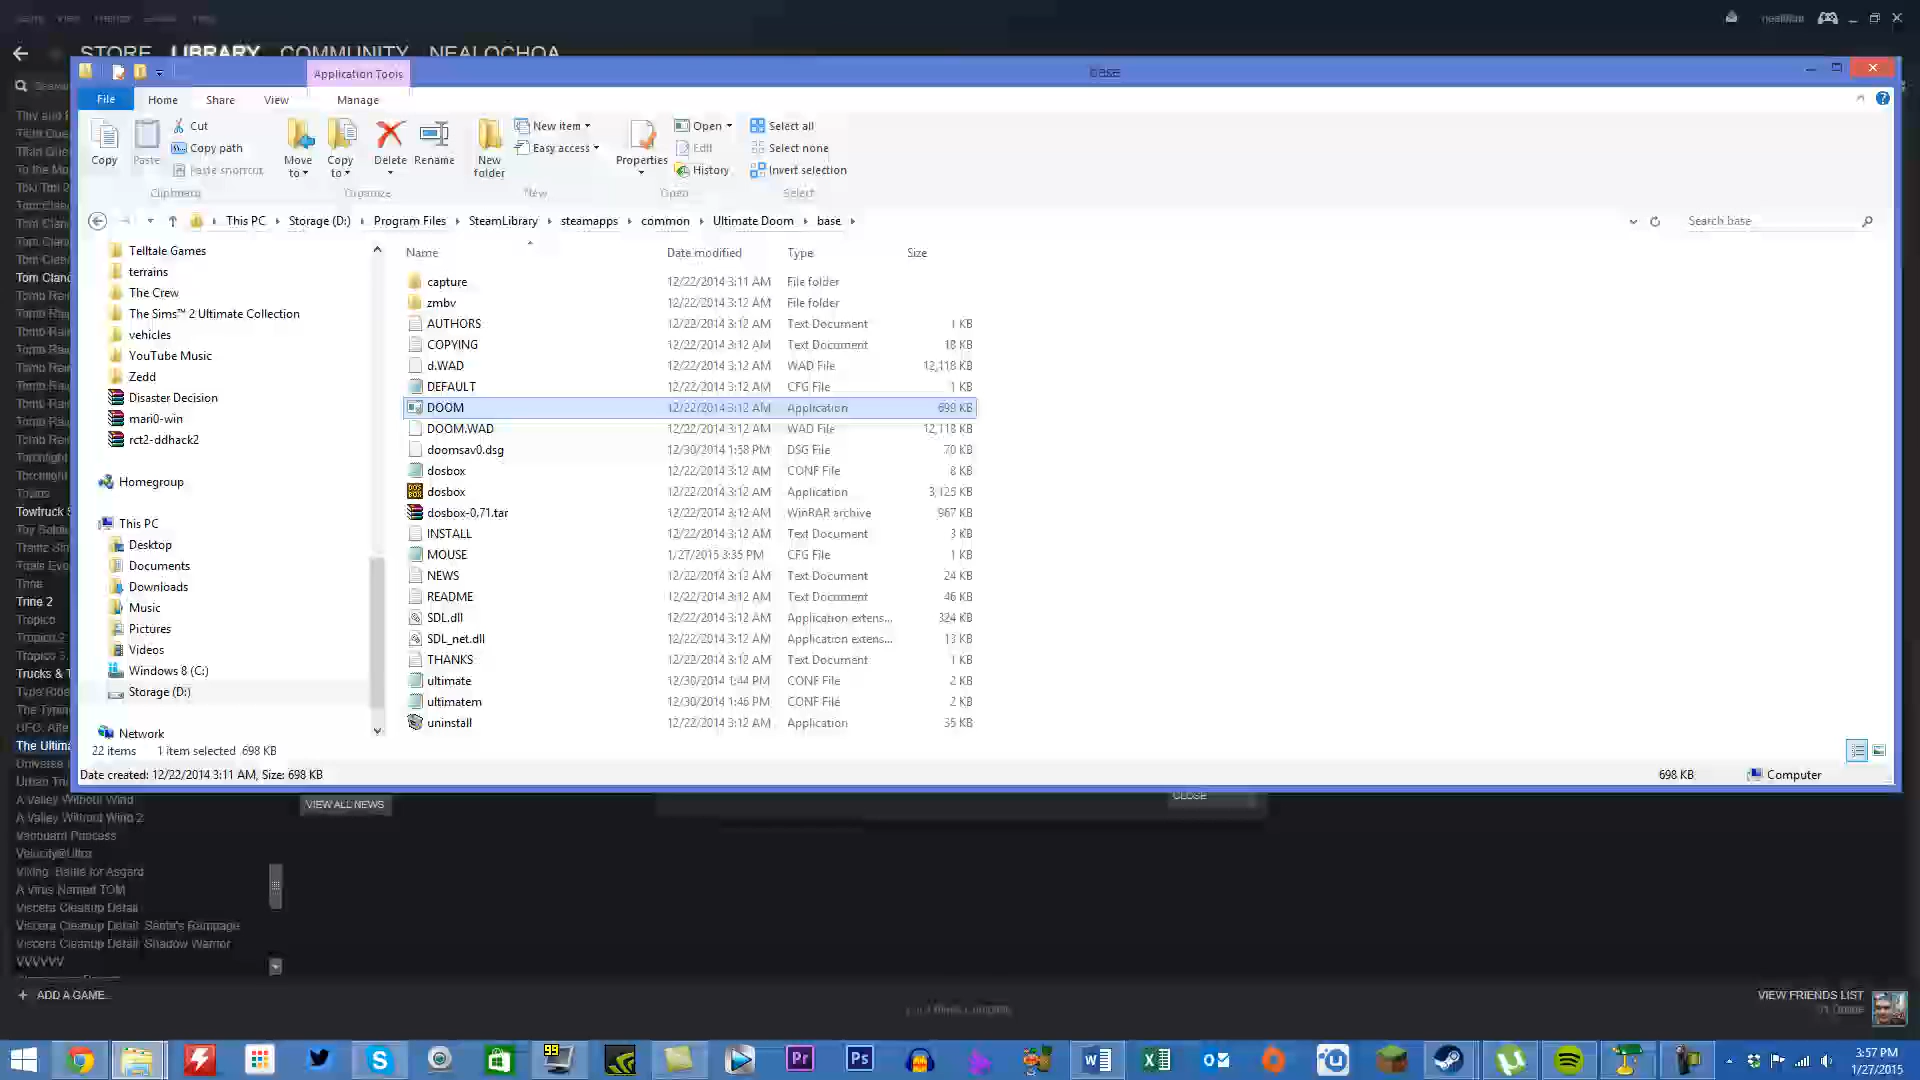 STORE LIBRARY COMMUNITY NEALOCHOA
Application Tools
base
File Home Share View Manage
Copy
Paste
Cut
Copy path
Paste shortcut
Clipboard
Move to
Copy to
Delete
Rename
Organize
New folder
New item
Easy access
New
Properties
Open
Edit
History
Open
Select all
Select none
Invert selection
Select
This PC Storage (D:) Program Files SteamLibrary steamapps common Ultimate Doom base
Search base
Telltale Games
terrains
The Crew
The Sims™ 2 Ultimate Collection
vehicles
YouTube Music
Zedd
Disaster Decision
mari0-win
rct2-ddhack2
Homegroup
This PC
Desktop
Documents
Downloads
Music
Pictures
Videos
Windows 8 (C:)
Storage (D:)
Network
Name Date modified Type Size
capture 12/22/2014 3:11 AM File folder
zmbv 12/22/2014 3:12 AM File folder
AUTHORS 12/22/2014 3:12 AM Text Document 1 KB
COPYING 12/22/2014 3:12 AM Text Document 18 KB
d.WAD 12/22/2014 3:12 AM WAD File 12,118 KB
DEFAULT 12/22/2014 3:12 AM CFG File 1 KB
DOOM 12/22/2014 3:12 AM Application 698 KB
DOOM.WAD 12/22/2014 3:12 AM WAD File 12,118 KB
doomsav0.dsg 12/30/2014 1:58 PM DSG File 70 KB
dosbox 12/22/2014 3:12 AM CONF File 8 KB
dosbox 12/22/2014 3:12 AM Application 3,125 KB
dosbox-0.71.tar 12/22/2014 3:12 AM WinRAR archive 967 KB
INSTALL 12/22/2014 3:12 AM Text Document 3 KB
MOUSE 1/27/2015 3:35 PM CFG File 1 KB
NEWS 12/22/2014 3:12 AM Text Document 24 KB
README 12/22/2014 3:12 AM Text Document 46 KB
SDL.dll 12/22/2014 3:12 AM Application extens... 324 KB
SDL_net.dll 12/22/2014 3:12 AM Application extens... 13 KB
THANKS 12/22/2014 3:12 AM Text Document 1 KB
ultimate 12/30/2014 1:44 PM CONF File 2 KB
ultimatem 12/30/2014 1:46 PM CONF File 2 KB
uninstall 12/22/2014 3:12 AM Application 35 KB
22 items 1 item selected 698 KB
Date created: 12/22/2014 3:11 AM, Size: 698 KB
698 KB Computer
Tom Clanc
Trine 2
Tropico
Tropico 2
Trucks & T
The Ultima
A Valley Without Wind
A Valley Without Wind 2
Vanguard Princess
Velocity®Ultra
Viking: Battle for Asgard
A Virus Named TOM
Viscera Cleanup Detail
Viscera Cleanup Detail: Santa's Rampage
Viscera Cleanup Detail: Shadow Warrior
VVVVVV
VIEW ALL NEWS
CLOSE
ADD A GAME...
VIEW FRIENDS LIST
99
Pr
Ps
3:57 PM
1/27/2015